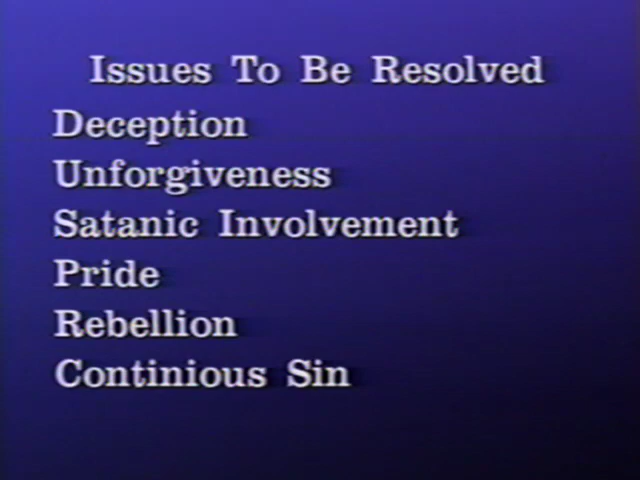 Issues To Be Resolved
Deception
Unforgiveness
Satanic Involvement
Pride
Rebellion
Continious Sin